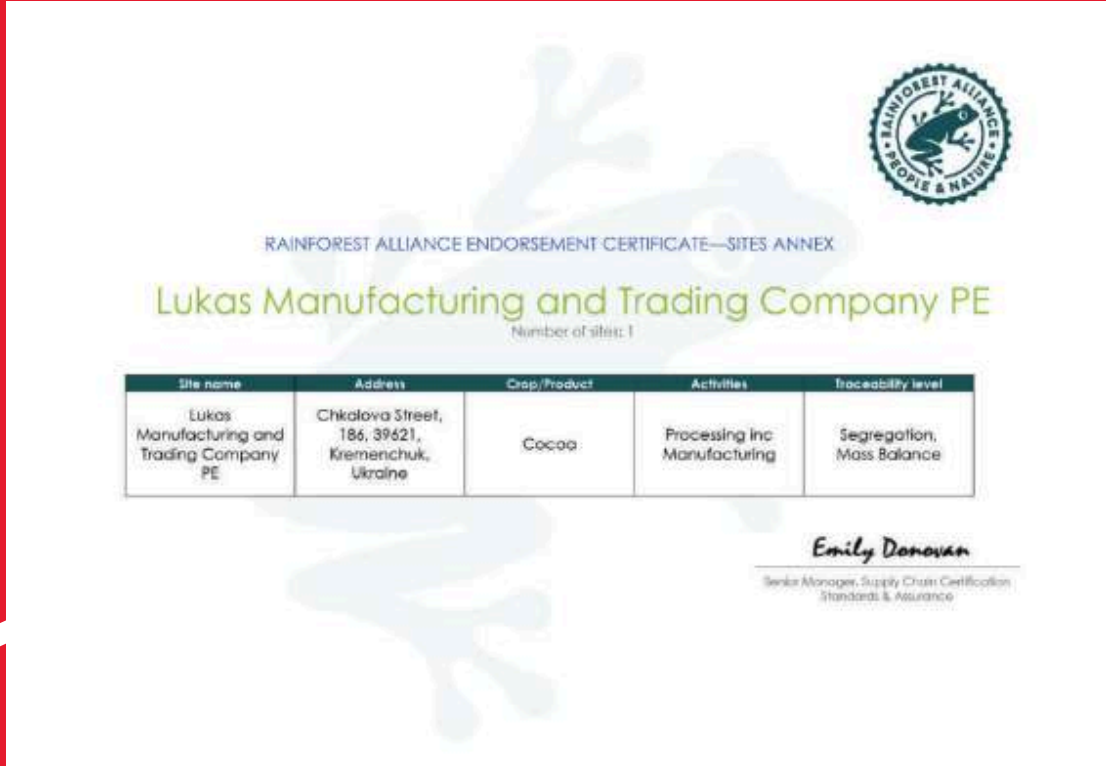 RAINFOREST ALLIANCE
PEOPLE & NATURE
RAINFOREST ALLIANCE ENDORSEMENT CERTIFICATE—SITES ANNEX
Lukas Manufacturing and Trading Company PE
Number of sites: 1
Site name Address Crop/Product Activities Traceability level
Lukas
Manufacturing and
Trading Company
PE
Chkalova Street,
186, 39621,
Kremenchuk,
Ukraine
Cocoa
Processing inc
Manufacturing
Segregation,
Mass Balance
Emily Donovan
Senior Manager, Supply Chain Certification
Standards & Assurance